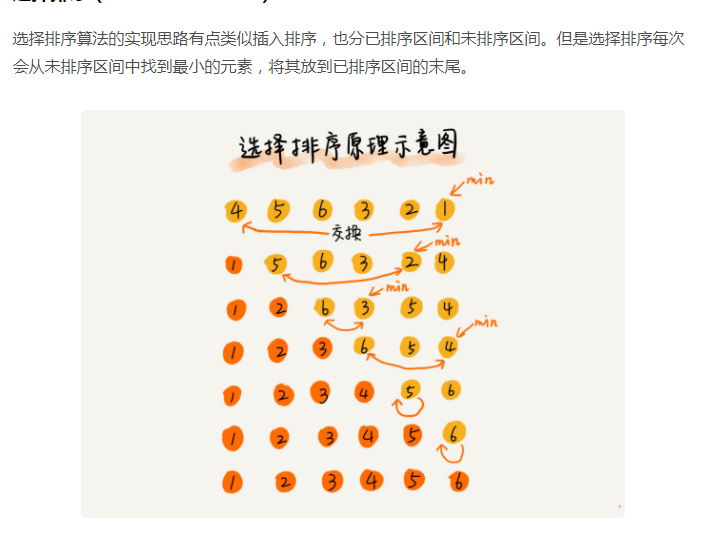 选择排序算法的实现思路有点类似插入排序，也分已排序区间和未排序区间。但是选择排序每次
会从未排序区间中找到最小的元素，将其放到已排序区间的末尾。
选择排序原理示意图
min
4 5 6 3 2 1
交换
min
1 5 6 3 2 4
min
1 2 6 3 5 4
min
1 2 3 6 5 4
1 2 3 4 5 6
1 2 3 4 5 6
1 2 3 4 5 6